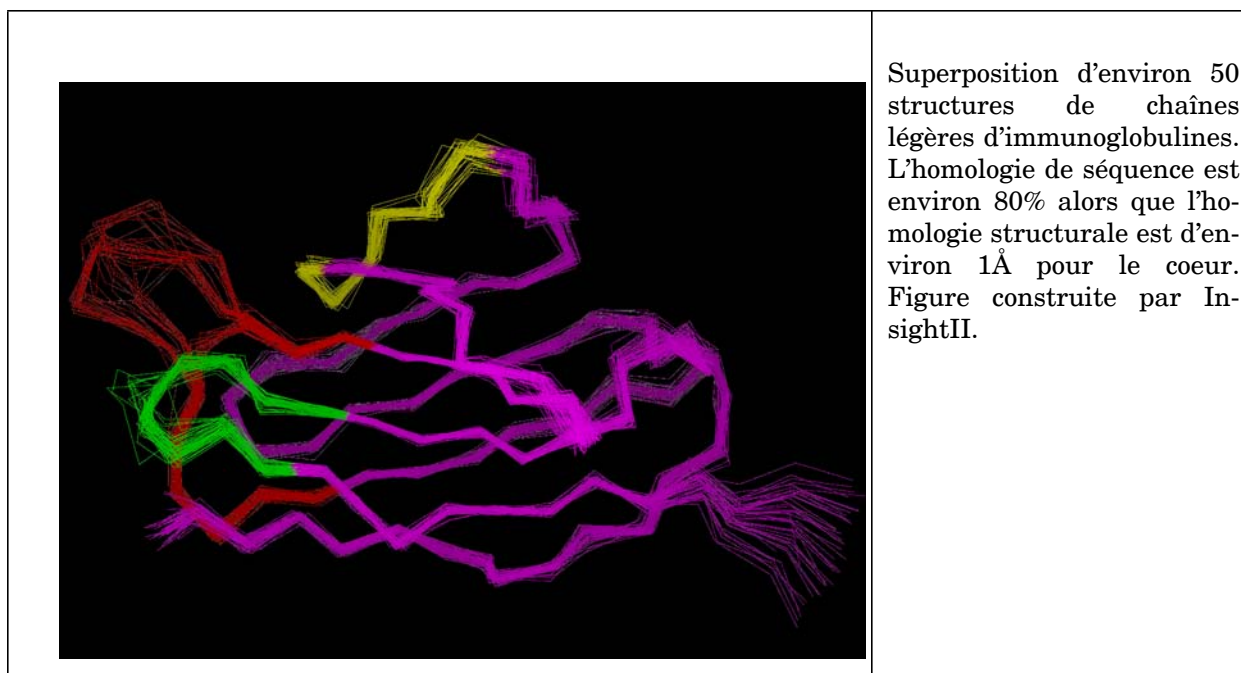 Superposition d'environ 50
structures de chaînes
légères d'immunoglobulines.
L'homologie de séquence est
environ 80% alors que l'ho-
mologie structurale est d'en-
viron 1Å pour le coeur.
Figure construite par In-
sightII.